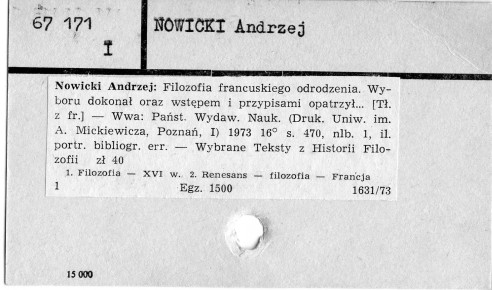 67 171
I
NOWICKI Andrzej
Nowicki Andrzej: Filozofia francuskiego odrodzenia. Wy-
boru dokonał oraz wstępem i przypisami opatrzył... [Tł.
z fr.] — Wwa: Państ. Wydaw. Nauk. (Druk. Uniw. im.
A. Mickiewicza, Poznań, I) 1973 16° s. 470, nlb. 1, il.
portr. bibliogr. err. — Wybrane Teksty z Historii Filo-
zofii zł 40
1. Filozofia — XVI w. 2. Renesans — filozofia — Francja
1 Egz. 1500 1631/73
15 000